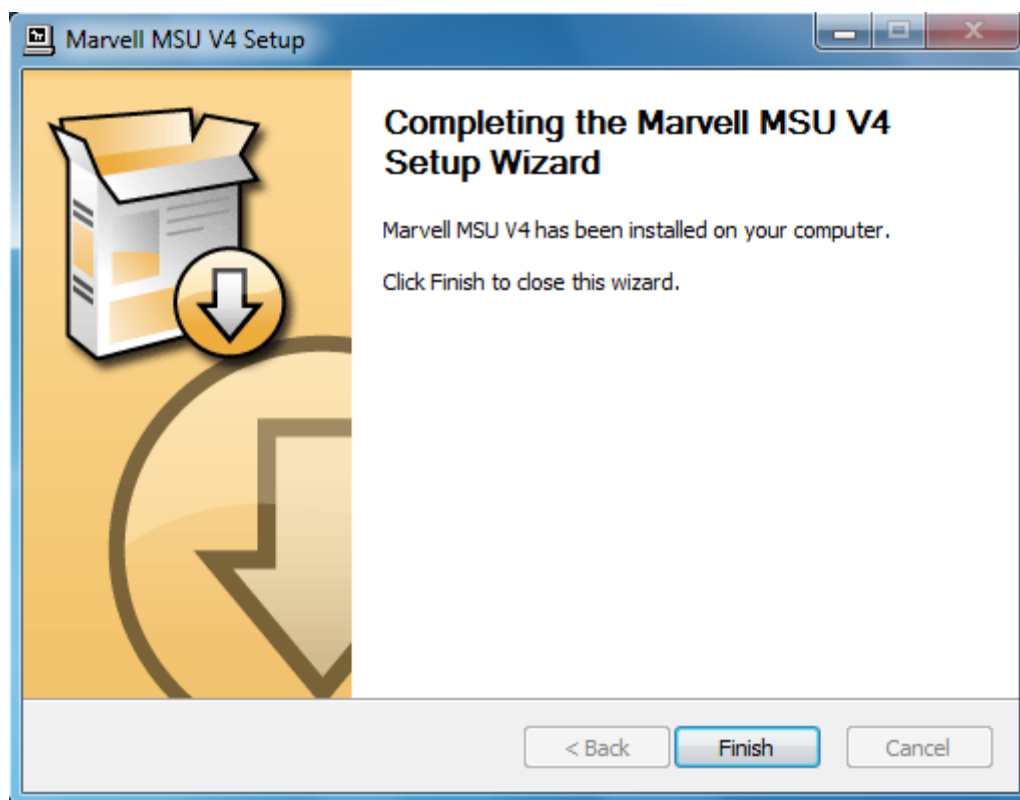 Marvell MSU V4 Setup
Completing the Marvell MSU V4
Setup Wizard
Marvell MSU V4 has been installed on your computer.
Click Finish to close this wizard.
< Back
Finish
Cancel